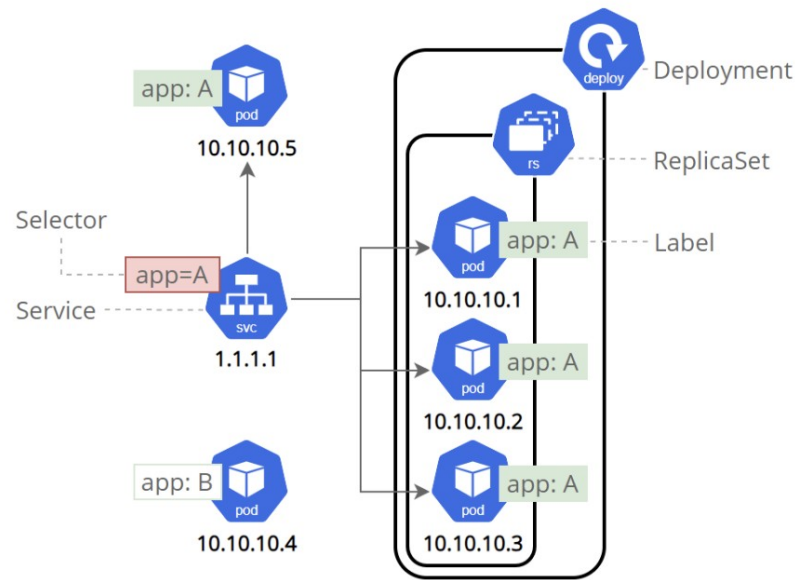 deploy
Deployment
app: A
pod
10.10.10.5
rs
ReplicaSet
Selector
app=A
Service
svc
1.1.1.1
app: A
Label
pod
10.10.10.1
app: A
pod
10.10.10.2
app: B
pod
10.10.10.4
app: A
pod
10.10.10.3